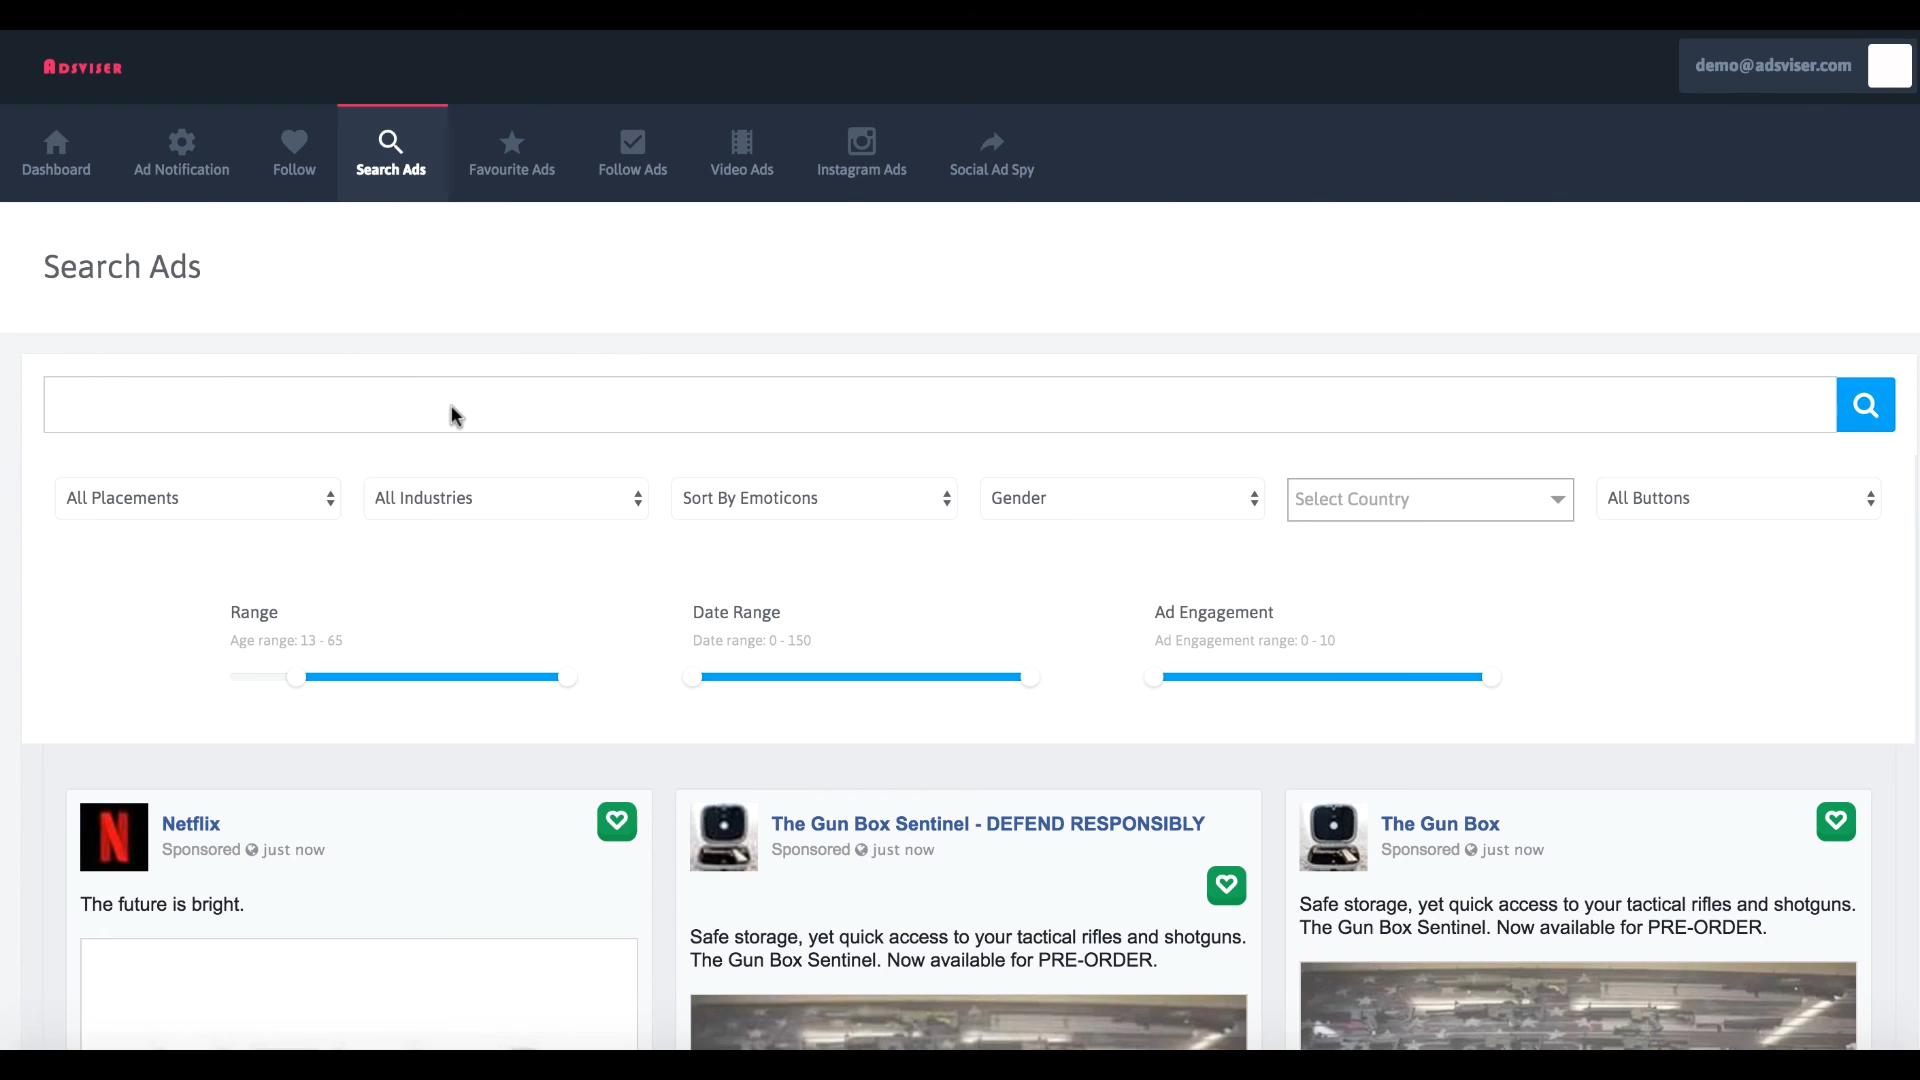 ADSVISER
demo@adsviser.com
Dashboard
Ad Notification
Follow
Search Ads
Favourite Ads
Follow Ads
Video Ads
Instagram Ads
Social Ad Spy
Search Ads
All Placements
All Industries
Sort By Emoticons
Gender
Select Country
All Buttons
Range
Age range: 13 - 65
Date Range
Date range: 0 - 150
Ad Engagement
Ad Engagement range: 0 - 10
N
Netflix
Sponsored just now
The future is bright.
The Gun Box Sentinel - DEFEND RESPONSIBLY
Sponsored just now
Safe storage, yet quick access to your tactical rifles and shotguns.
The Gun Box Sentinel. Now available for PRE-ORDER.
The Gun Box
Sponsored just now
Safe storage, yet quick access to your tactical rifles and shotguns.
The Gun Box Sentinel. Now available for PRE-ORDER.